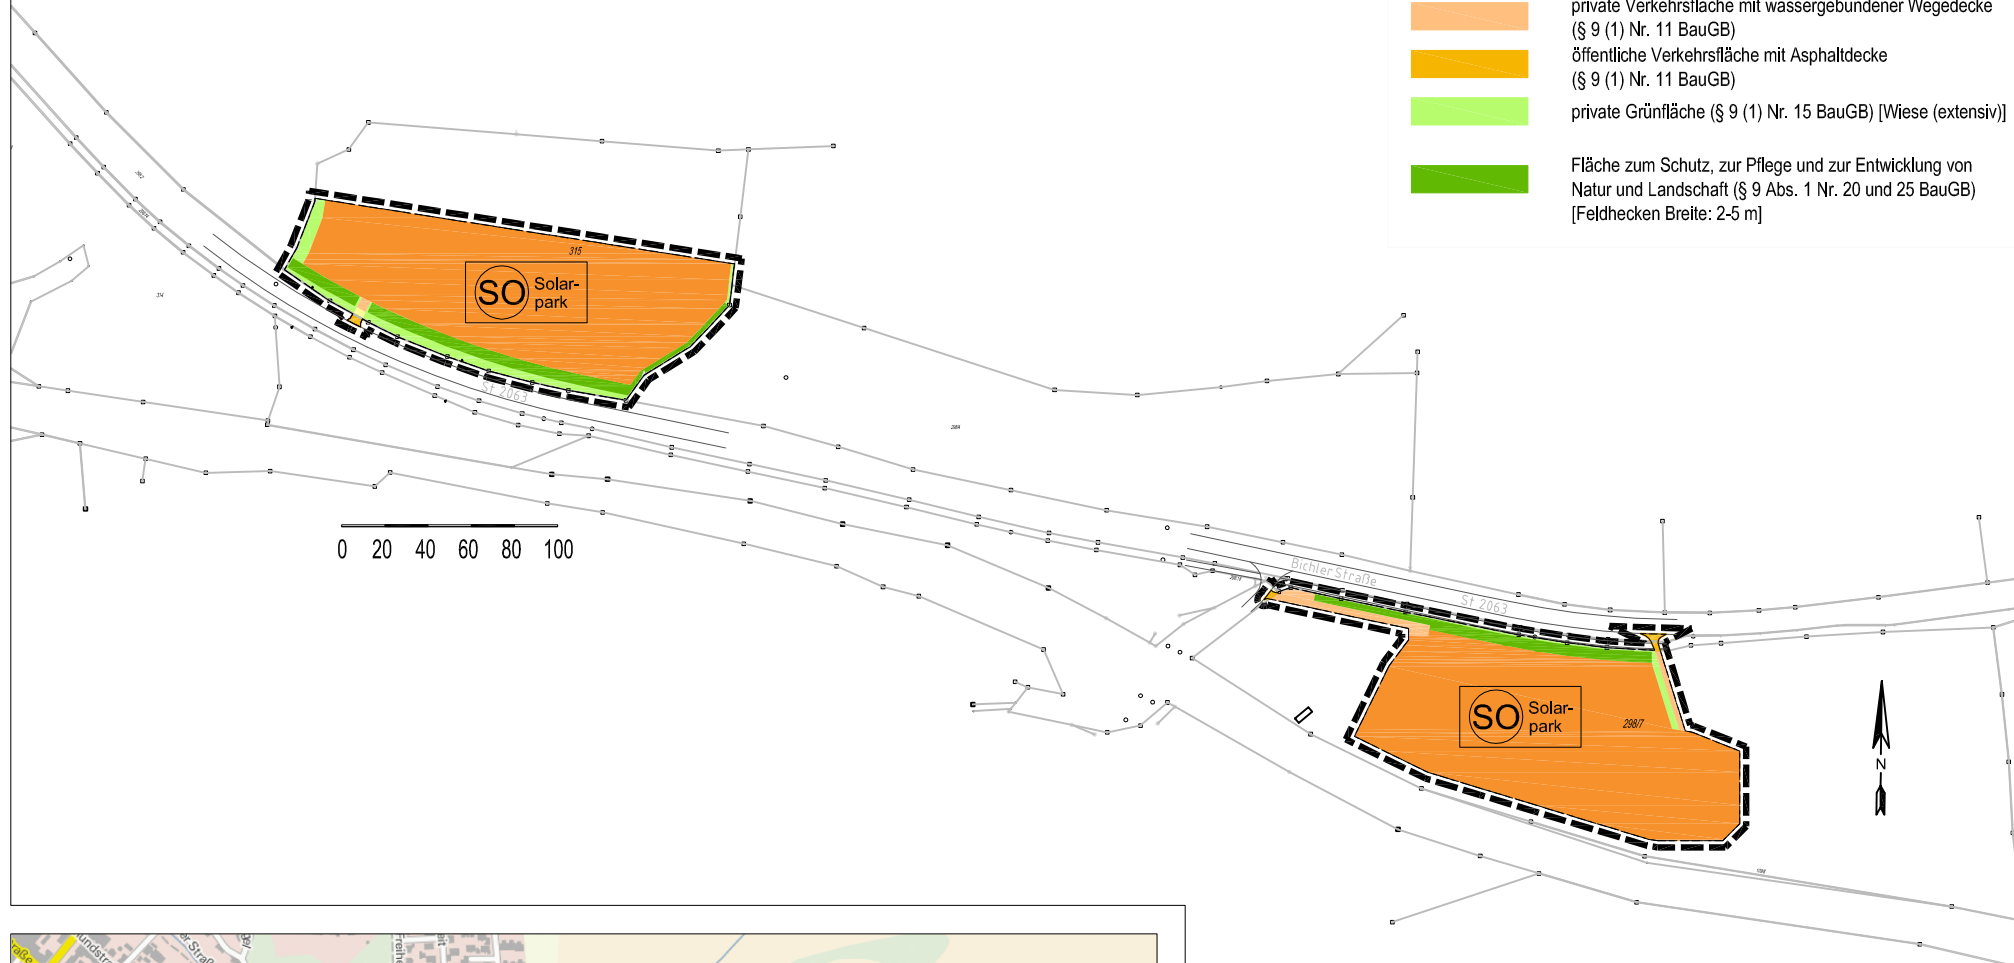 private Verkehrsfläche mit wassergebundener Wegedecke
(§ 9 (1) Nr. 11 BauGB)
öffentliche Verkehrsfläche mit Asphaltdecke
(§ 9 (1) Nr. 11 BauGB)
private Grünfläche (§ 9 (1) Nr. 15 BauGB) [Wiese (extensiv)]
Fläche zum Schutz, zur Pflege und zur Entwicklung von
Natur und Landschaft (§ 9 Abs. 1 Nr. 20 und 25 BauGB)
[Feldhecken Breite: 2-5 m]
315
SO Solar-
park
314
St 2063
0 20 40 60 80 100
Bichler Straße
St 2063
SO Solar-
park
298/7
N